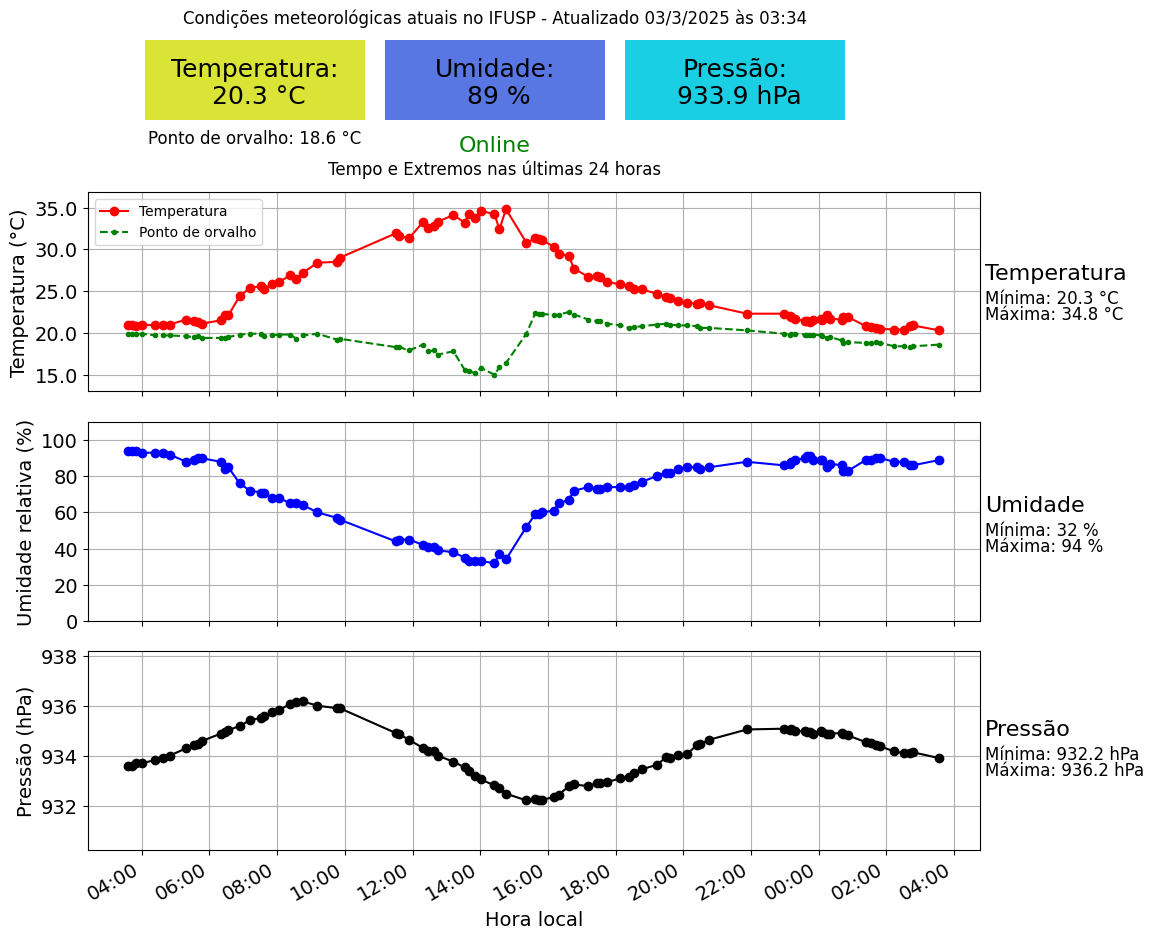 Condições meteorológicas atuais no IFUSP - Atualizado 03/3/2025 às 03:34
Temperatura:
20.3 °C
Umidade:
89 %
Pressão:
933.9 hPa
Ponto de orvalho: 18.6 °C
Online
Tempo e Extremos nas últimas 24 horas
Temperatura (°C)
35.0
30.0
25.0
20.0
15.0
Temperatura
Ponto de orvalho
Temperatura
Mínima: 20.3 °C
Máxima: 34.8 °C
Umidade relativa (%)
100
80
60
40
20
0
Umidade
Mínima: 32 %
Máxima: 94 %
Pressão (hPa)
938
936
934
932
Pressão
Mínima: 932.2 hPa
Máxima: 936.2 hPa
04:00
06:00
08:00
10:00
12:00
14:00
16:00
18:00
20:00
22:00
00:00
02:00
04:00
Hora local